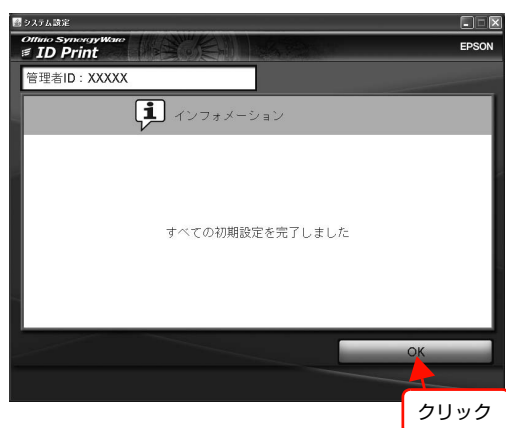 システム設定
Offirio SynergyWare
ID Print
EPSON
管理者ID：XXXXX
インフォメーション
すべての初期設定を完了しました
OK
クリック